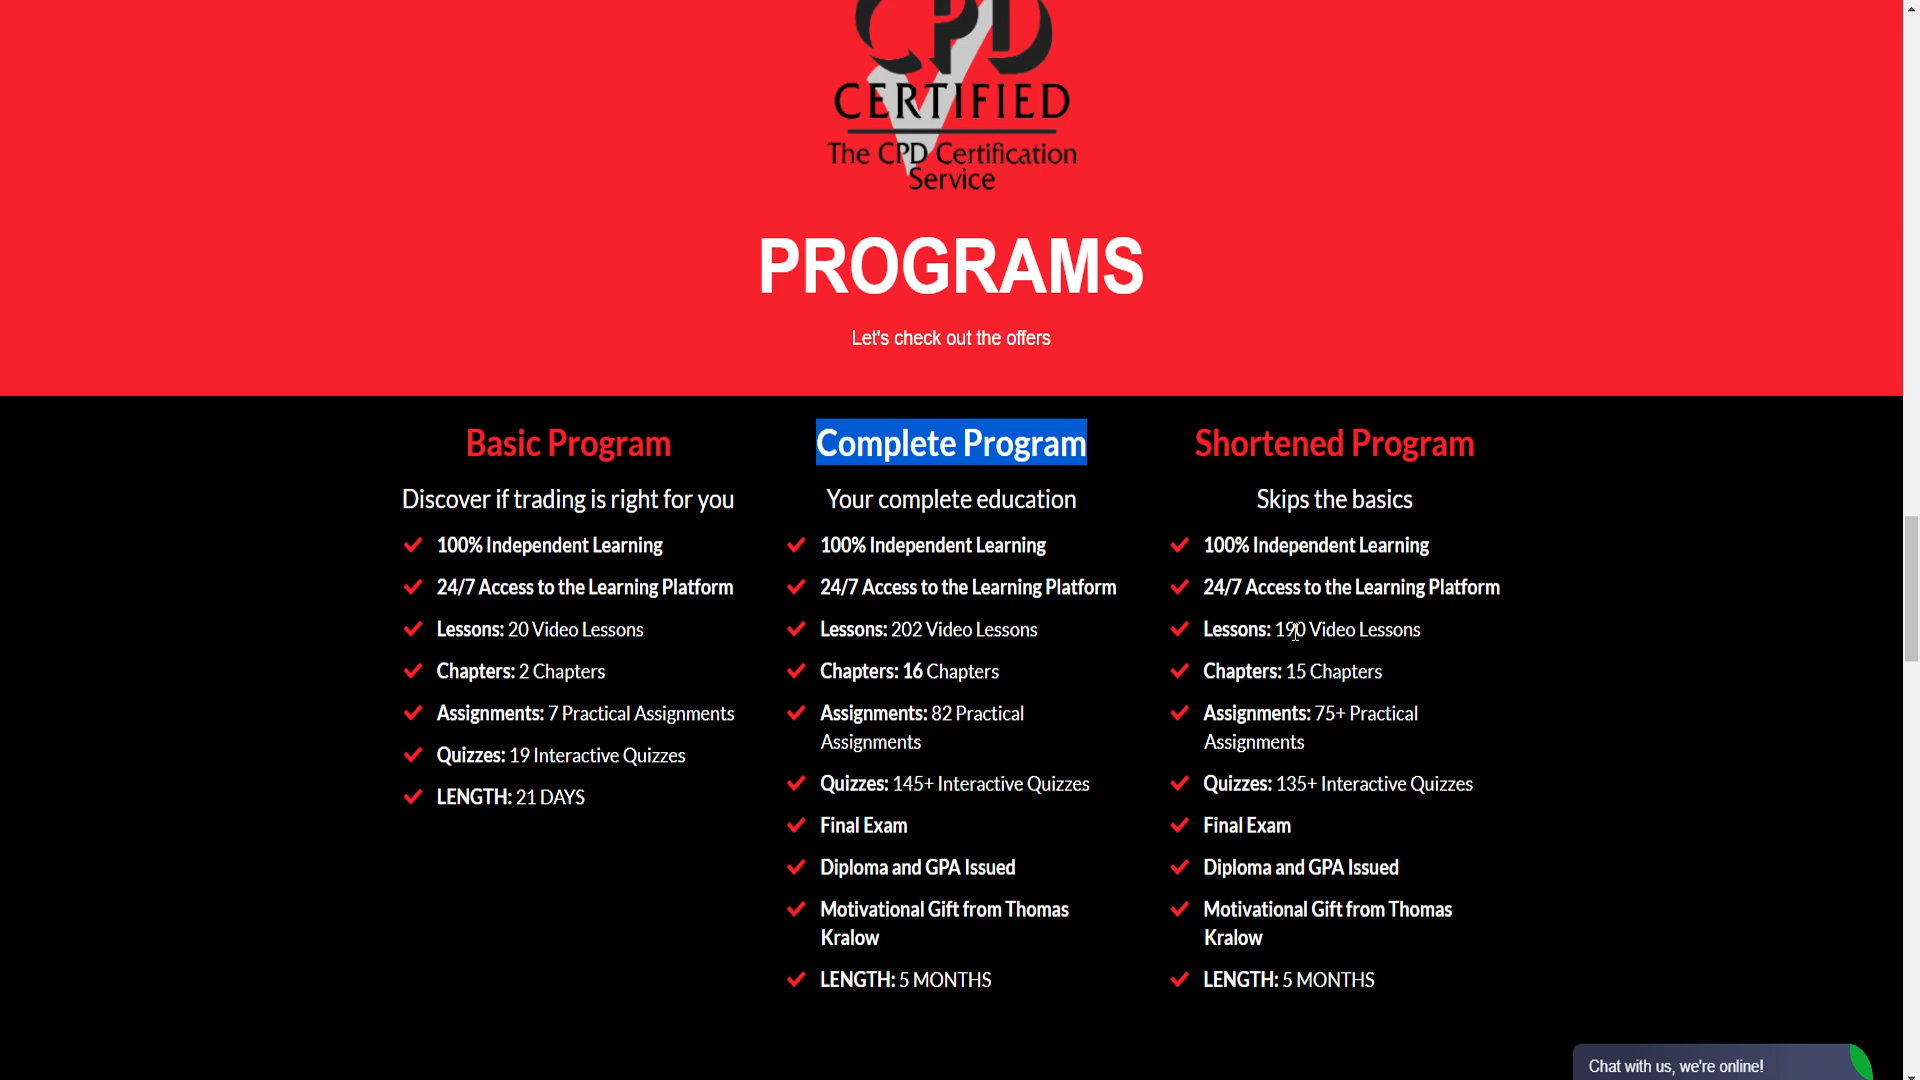 CPD
CERTIFIED
The CPD Certification
Service
PROGRAMS
Let's check out the offers
Basic Program
Discover if trading is right for you
100% Independent Learning
24/7 Access to the Learning Platform
Lessons: 20 Video Lessons
Chapters: 2 Chapters
Assignments: 7 Practical Assignments
Quizzes: 19 Interactive Quizzes
LENGTH: 21 DAYS
Complete Program
Your complete education
100% Independent Learning
24/7 Access to the Learning Platform
Lessons: 202 Video Lessons
Chapters: 16 Chapters
Assignments: 82 Practical
Assignments
Quizzes: 145+ Interactive Quizzes
Final Exam
Diploma and GPA Issued
Motivational Gift from Thomas
Kralow
LENGTH: 5 MONTHS
Shortened Program
Skips the basics
100% Independent Learning
24/7 Access to the Learning Platform
Lessons: 190 Video Lessons
Chapters: 15 Chapters
Assignments: 75+ Practical
Assignments
Quizzes: 135+ Interactive Quizzes
Final Exam
Diploma and GPA Issued
Motivational Gift from Thomas
Kralow
LENGTH: 5 MONTHS
Chat with us, we're online!